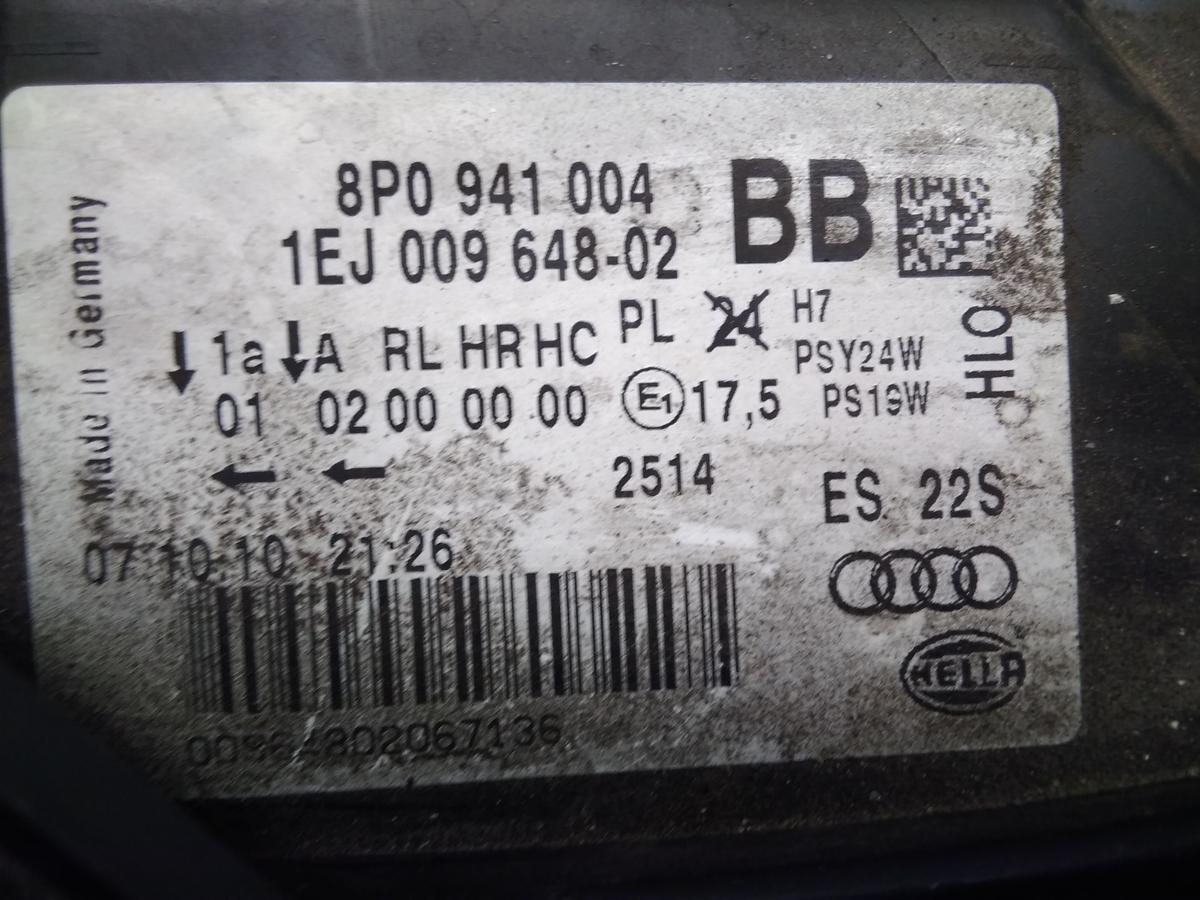 8P0 941 004 BB
1EJ 009 648-02
Made in Germany
1a A RL HR HC PL 24 H7
PSY24W
01 02 00 00 00 E1 17,5 PS19W
HLO
2514
ES 22S
07.10.10 21:26
HELLA
00964802067136